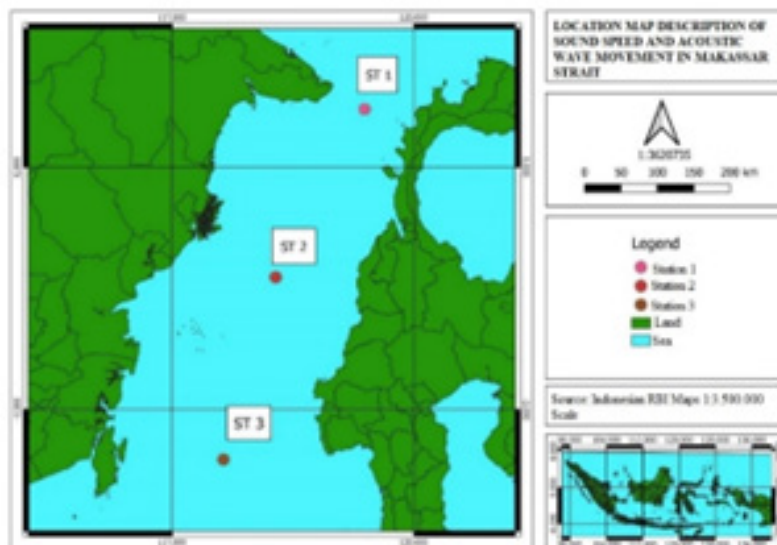 LOCATION MAP DESCRIPTION OF
SOUND SPEED AND ACOUSTIC
WAVE MOVEMENT IN MAKASSAR
STRAIT
ST 1
ST 2
ST 3
1:3620735
0 50 100 150 200 km
Legend
Station 1
Station 2
Station 3
Land
Sea
Source: Indonesian RBI Maps 1:3.500.000
Scale